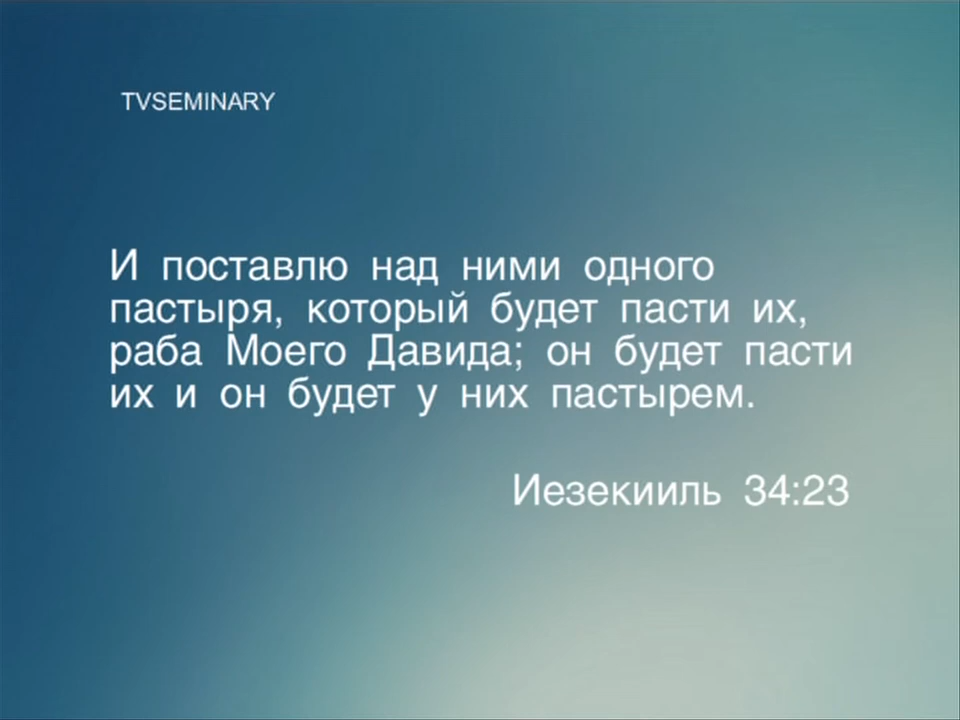 TVSEMINARY
И поставлю над ними одного
пастыря, который будет пасти их,
раба Моего Давида; он будет пасти
их и он будет у них пастырем.
Иезекииль 34:23